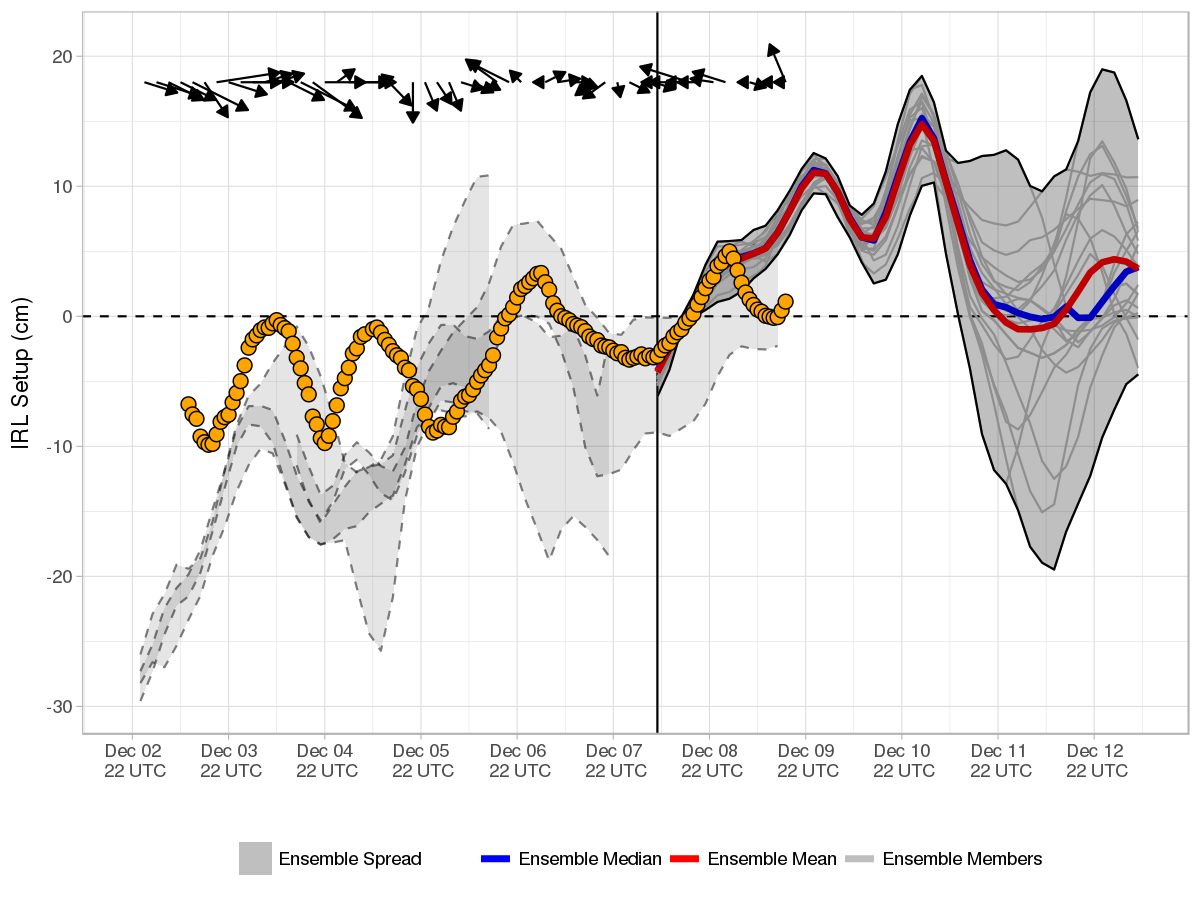 IRL Setup (cm)
20
10
0
-10
-20
-30
Dec 02 Dec 03 Dec 04 Dec 05 Dec 06 Dec 07 Dec 08 Dec 09 Dec 10 Dec 11 Dec 12
22 UTC 22 UTC 22 UTC 22 UTC 22 UTC 22 UTC 22 UTC 22 UTC 22 UTC 22 UTC 22 UTC
Ensemble Spread Ensemble Median Ensemble Mean Ensemble Members